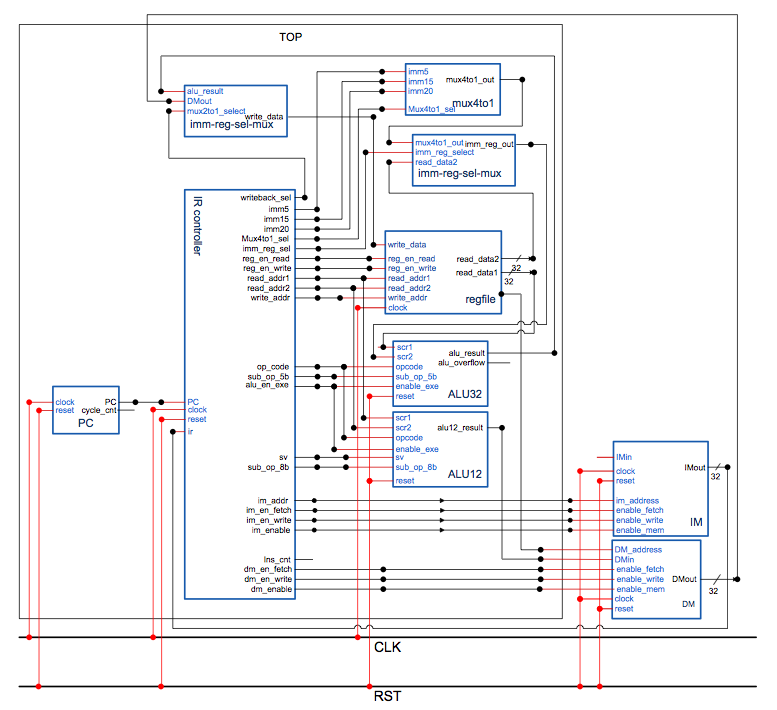 TOP
alu_result
DMout
mux2to1_select
write_data
imm-reg-sel-mux
imm5
imm15
imm20
Mux4to1_sel
mux4to1_out
mux4to1
mux4to1_out
imm_reg_select
read_data2
imm_reg_out
imm-reg-sel-mux
IR controller
writeback_sel
imm5
imm15
imm20
Mux4to1_sel
imm_reg_sel
reg_en_read
reg_en_write
read_addr1
read_addr2
write_addr
op_code
sub_op_5b
alu_en_exe
sv
sub_op_8b
im_addr
im_en_fetch
im_en_write
im_enable
Ins_cnt
dm_en_fetch
dm_en_write
dm_enable
PC
clock
reset
ir
write_data
reg_en_read
reg_en_write
read_addr1
read_addr2
write_addr
clock
read_data2
read_data1
regfile
32
32
scr1
scr2
opcode
sub_op_5b
enable_exe
reset
alu_result
alu_overflow
ALU32
scr1
scr2
opcode
enable_exe
sv
sub_op_8b
reset
alu12_result
ALU12
clock
reset
PC
cycle_cnt
PC
IMin
clock
reset
im_address
enable_fetch
enable_write
enable_mem
IMout
IM
32
DM_address
DMin
enable_fetch
enable_write
enable_mem
clock
reset
DMout
DM
32
CLK
RST